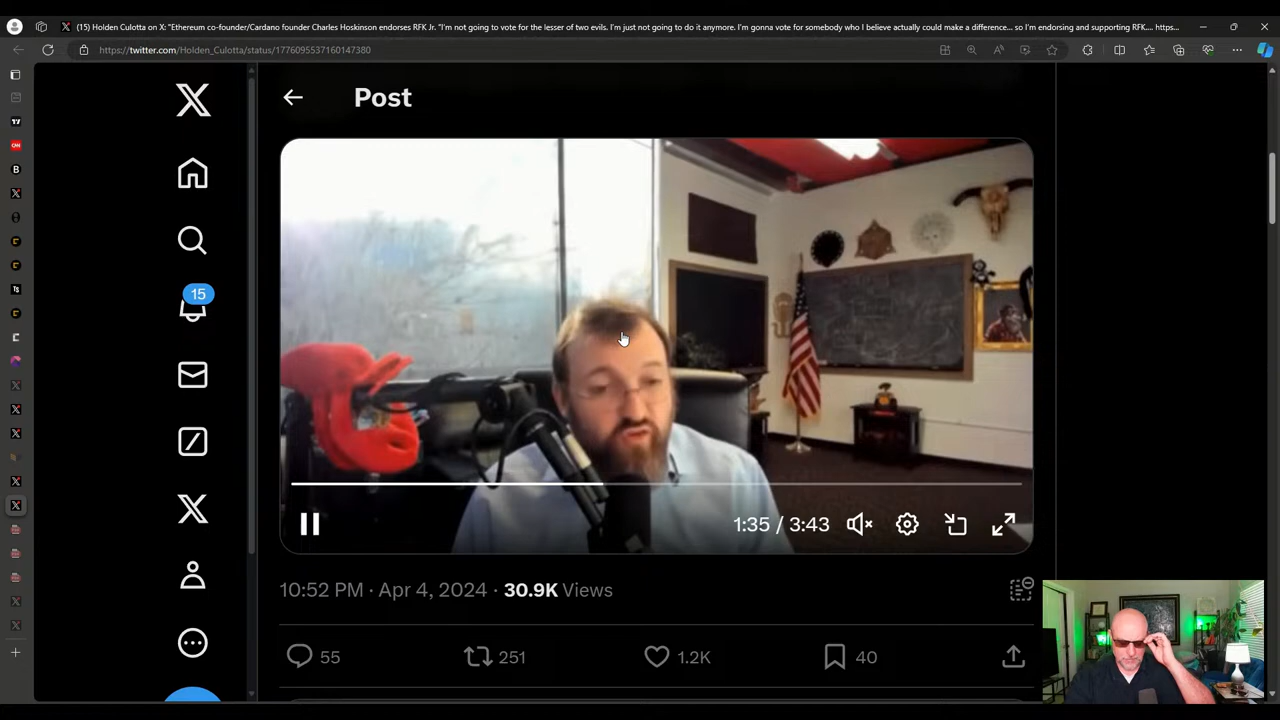 (15) Holden Culotta on X: "Ethereum co-founder/Cardano founder Charles Hoskinson endorses RFK Jr. "I'm not going to vote for the lesser of two evils. I'm just not going to do it anymore. I'm gonna vote for somebody who I believe actually could make a difference... so I'm endorsing and supporting RFK.... https...
https://twitter.com/Holden_Culotta/status/1776095537160147380
Post
15
1:35 / 3:43
10:52 PM · Apr 4, 2024 · 30.9K Views
55
251
1.2K
40